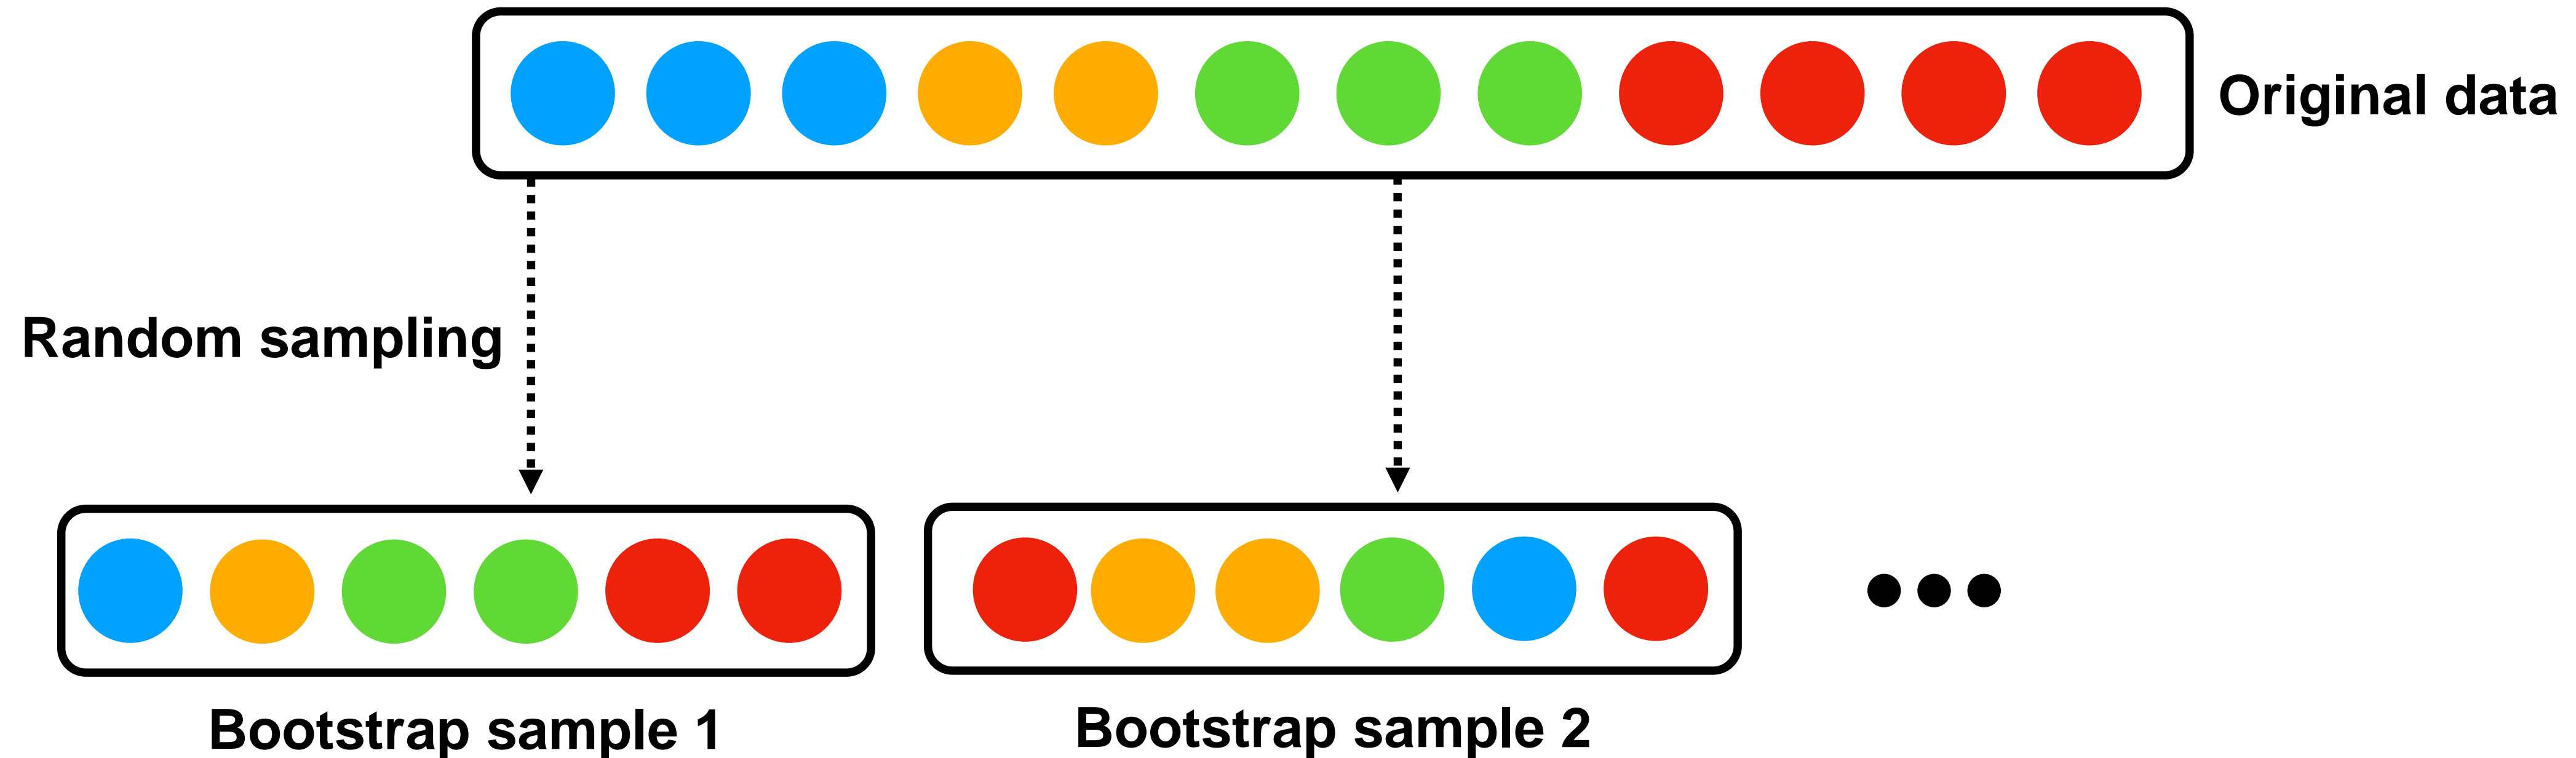 Original data
Random sampling
Bootstrap sample 1
Bootstrap sample 2